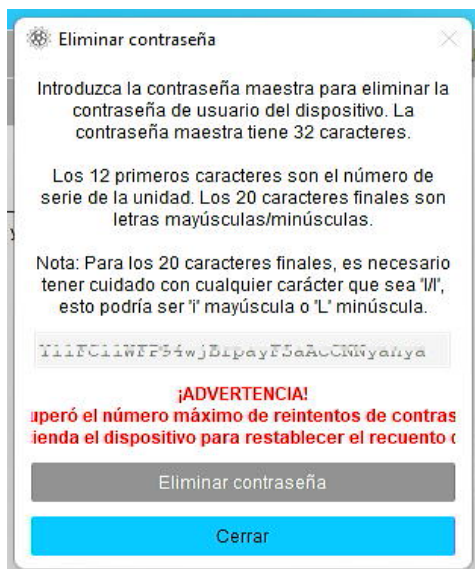 Eliminar contraseña
Introduzca la contraseña maestra para eliminar la
contraseña de usuario del dispositivo. La
contraseña maestra tiene 32 caracteres.
Los 12 primeros caracteres son el número de
serie de la unidad. Los 20 caracteres finales son
letras mayúsculas/minúsculas.
Nota: Para los 20 caracteres finales, es necesario
tener cuidado con cualquier carácter que sea 'I/l',
esto podría ser 'i' mayúscula o 'L' minúscula.
¡ADVERTENCIA!
uperó el número máximo de reintentos de contras
ienda el dispositivo para restablecer el recuento
Eliminar contraseña
Cerrar